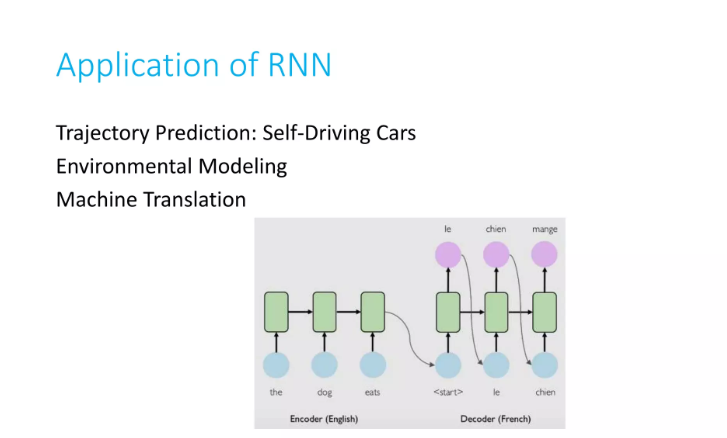 Application of RNN
Trajectory Prediction: Self-Driving Cars
Environmental Modeling
Machine Translation
le chien mange
the dog eats <start> le chien
Encoder (English) Decoder (French)